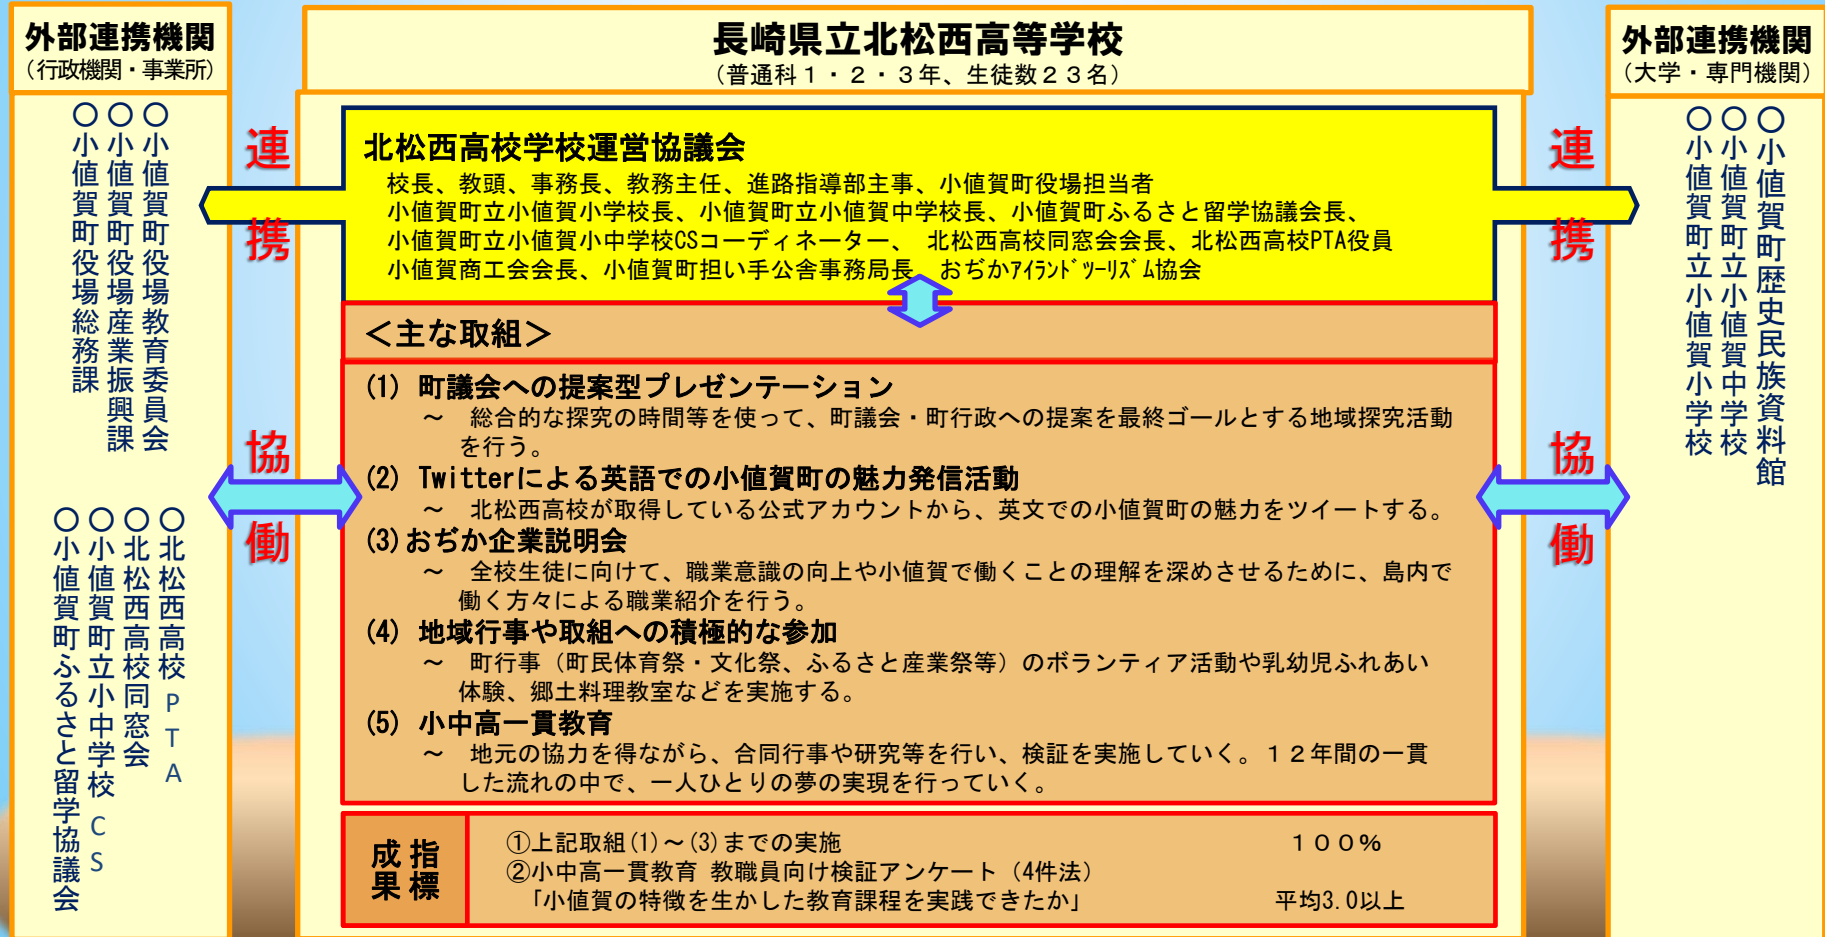 外部連携機関
（行政機関・事業所）
〇小値賀町役場教育委員会
〇小値賀町役場産業振興課
〇小値賀町役場総務課
〇北松西高校PTA
〇北松西高校同窓会
〇小値賀町立小中学校CS
〇小値賀町ふるさと留学協議会
連携
協働
長崎県立北松西高等学校
（普通科１・２・３年、生徒数２３名）
北松西高校学校運営協議会
校長、教頭、事務長、教務主任、進路指導部主事、小値賀町役場担当者
小値賀町立小値賀小学校長、小値賀町立小値賀中学校長、小値賀町ふるさと留学協議会長、
小値賀町立小値賀小中学校CSコーディネーター、 北松西高校同窓会会長、北松西高校PTA役員
小値賀商工会会長、小値賀町担い手公舎事務局長 おぢかｱｲﾗﾝﾄﾞﾂｰﾘｽﾞﾑ協会
＜主な取組＞
(1) 町議会への提案型プレゼンテーション
～ 総合的な探究の時間等を使って、町議会・町行政への提案を最終ゴールとする地域探究活動
を行う。
(2) Twitterによる英語での小値賀町の魅力発信活動
～ 北松西高校が取得している公式アカウントから、英文での小値賀町の魅力をツイートする。
(3)おぢか企業説明会
～ 全校生徒に向けて、職業意識の向上や小値賀で働くことの理解を深めさせるために、島内で
働く方々による職業紹介を行う。
(4) 地域行事や取組への積極的な参加
～ 町行事（町民体育祭・文化祭、ふるさと産業祭等）のボランティア活動や乳幼児ふれあい
体験、郷土料理教室などを実施する。
(5) 小中高一貫教育
～ 地元の協力を得ながら、合同行事や研究等を行い、検証を実施していく。１２年間の一貫
した流れの中で、一人ひとりの夢の実現を行っていく。
成果指標
①上記取組(1)～(3)までの実施 １００％
②小中高一貫教育 教職員向け検証アンケート（4件法）
「小値賀の特徴を生かした教育課程を実践できたか」 平均3.0以上
連携
協働
外部連携機関
（大学・専門機関）
〇小値賀町歴史民族資料館
〇小値賀町立小値賀中学校
〇小値賀町立小値賀小学校